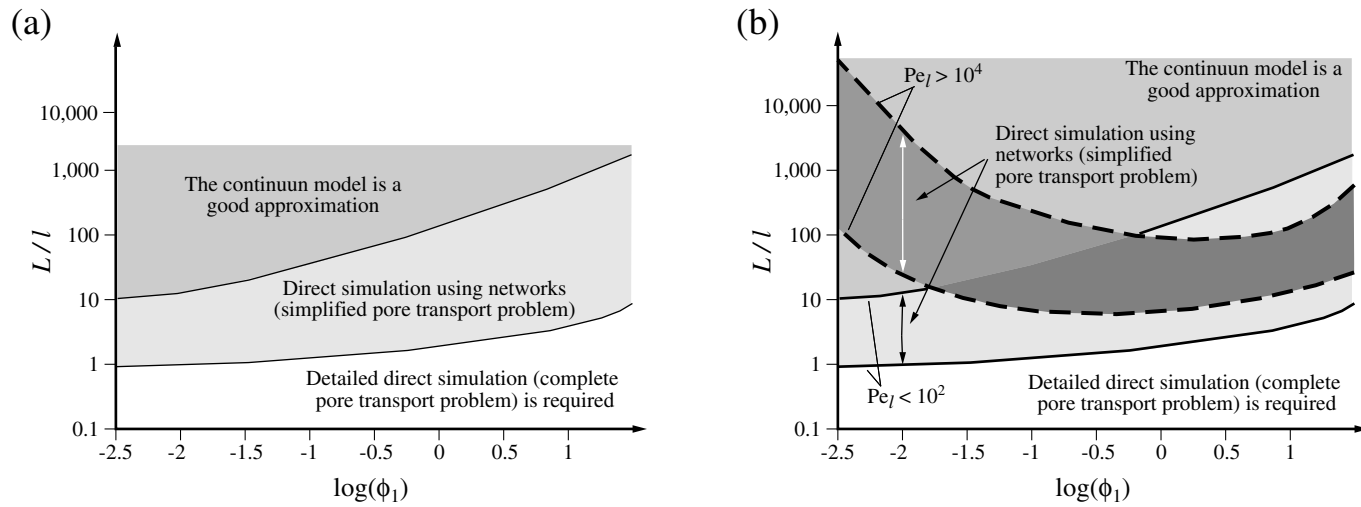 (a)
10,000
1,000
100
10
1
0.1
L / l
The continuun model is a
good approximation
Direct simulation using networks
(simplified pore transport problem)
Detailed direct simulation (complete
pore transport problem) is required
-2.5 -2 -1.5 -1 -0.5 0 0.5 1
log(ϕ1)
(b)
10,000
1,000
100
10
1
0.1
L / l
Pel > 10^4
The continuun model is a
good approximation
Direct simulation using
networks (simplified
pore transport problem)
Pel < 10^2
Detailed direct simulation (complete
pore transport problem) is required
-2.5 -2 -1.5 -1 -0.5 0 0.5 1
log(ϕ1)